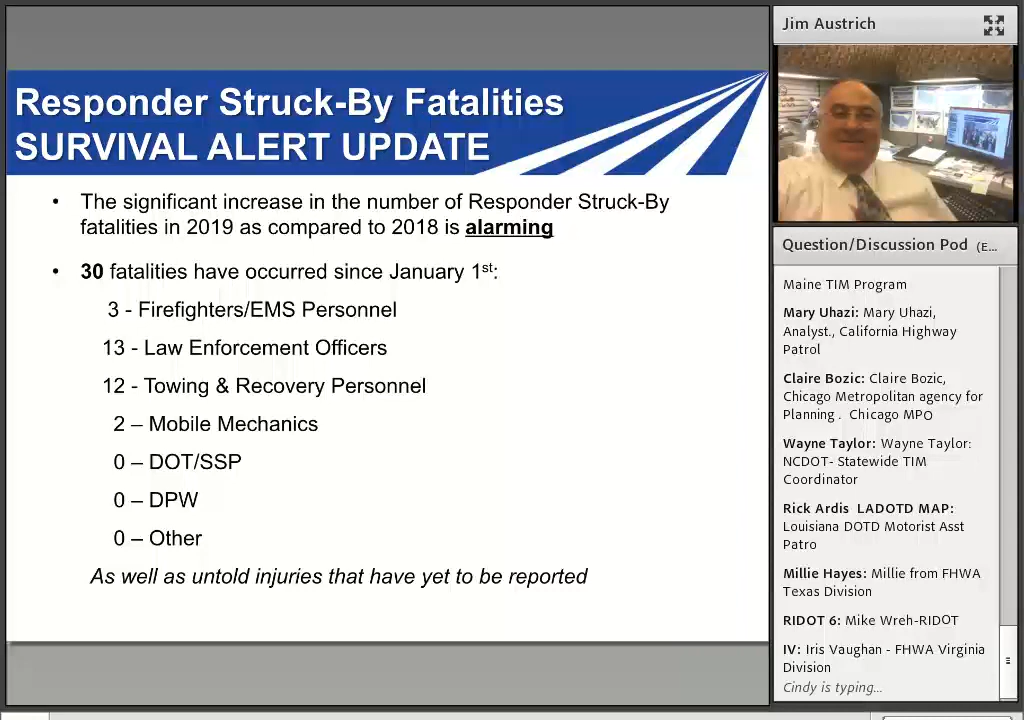 Responder Struck-By Fatalities
SURVIVAL ALERT UPDATE
• The significant increase in the number of Responder Struck-By
fatalities in 2019 as compared to 2018 is alarming
• 30 fatalities have occurred since January 1st:
3 - Firefighters/EMS Personnel
13 - Law Enforcement Officers
12 - Towing & Recovery Personnel
2 – Mobile Mechanics
0 – DOT/SSP
0 – DPW
0 – Other
As well as untold injuries that have yet to be reported
Jim Austrich
Question/Discussion Pod (E...
Maine TIM Program
Mary Uhazi: Mary Uhazi,
Analyst., California Highway
Patrol
Claire Bozic: Claire Bozic,
Chicago Metropolitan agency for
Planning . Chicago MPO
Wayne Taylor: Wayne Taylor:
NCDOT- Statewide TIM
Coordinator
Rick Ardis LADOTD MAP:
Louisiana DOTD Motorist Asst
Patro
Millie Hayes: Millie from FHWA
Texas Division
RIDOT 6: Mike Wreh-RIDOT
IV: Iris Vaughan - FHWA Virginia
Division
Cindy is typing...